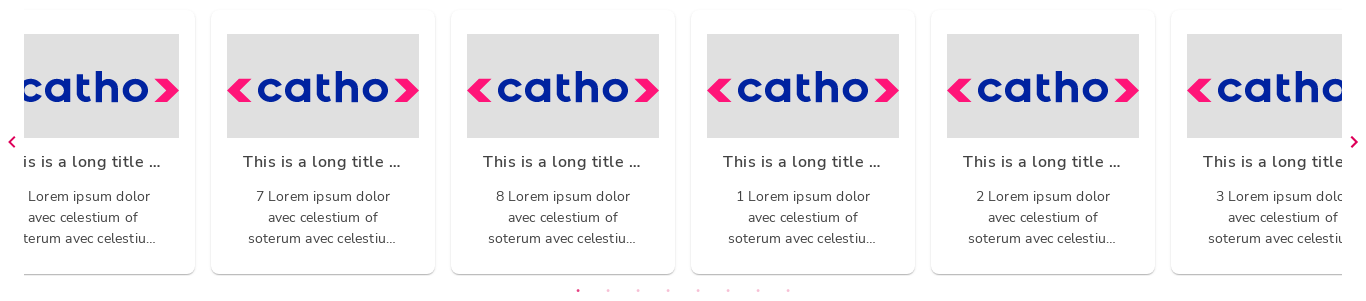 catho catho catho catho catho catho
is is a long title ... This is a long title ... This is a long title ... This is a long title ... This is a long title ... This is a long title
Lorem ipsum dolor 7 Lorem ipsum dolor 8 Lorem ipsum dolor 1 Lorem ipsum dolor 2 Lorem ipsum dolor 3 Lorem ipsum dolo
avec celestium of avec celestium of avec celestium of avec celestium of avec celestium of avec celestium of
terum avec celestiu... soterum avec celestiu... soterum avec celestiu... soterum avec celestiu... soterum avec celestiu... soterum avec celestiu